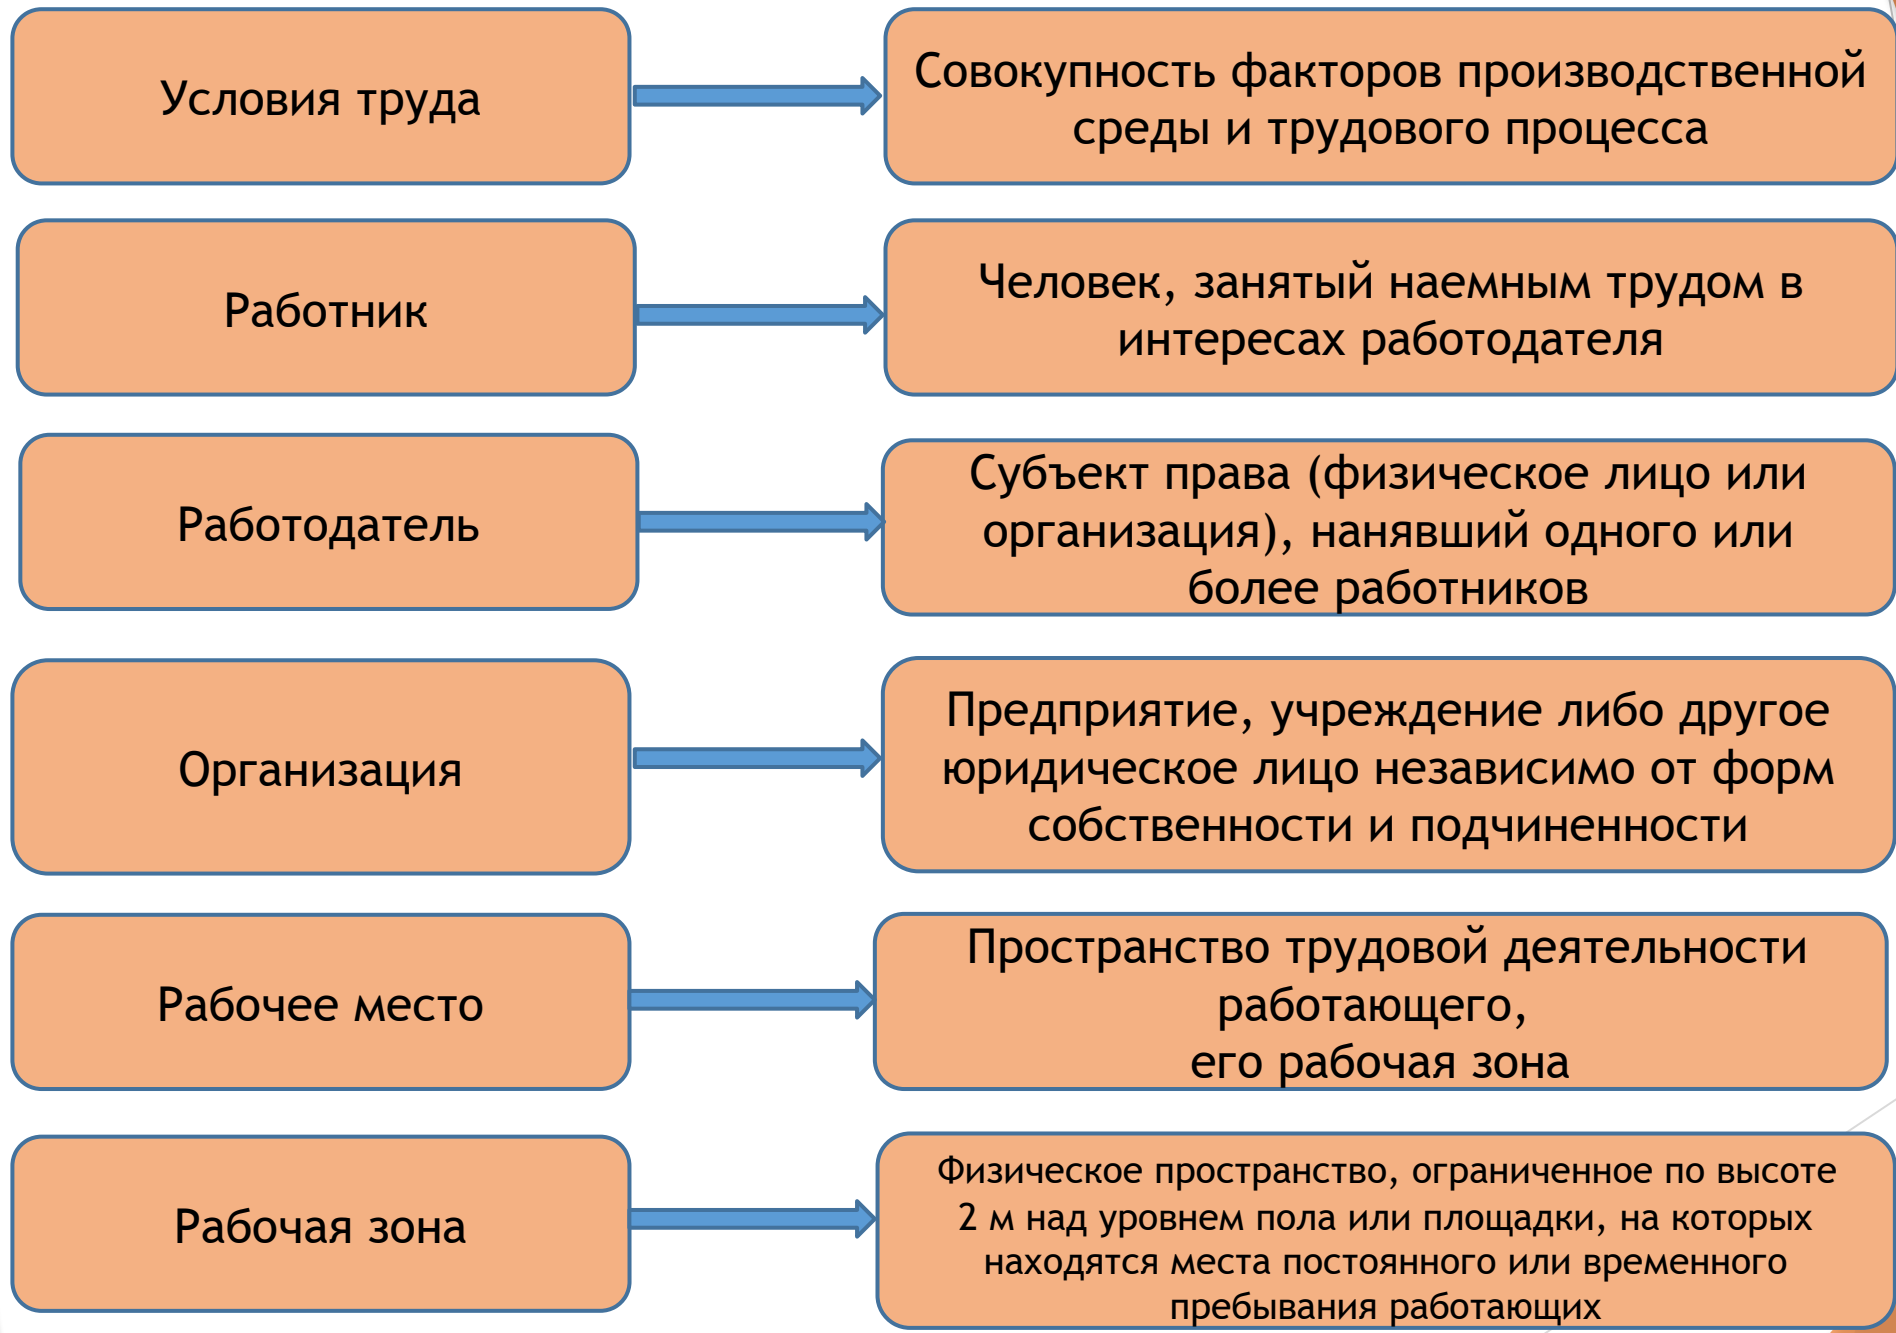 Условия труда
Совокупность факторов производственной
среды и трудового процесса
Работник
Человек, занятый наемным трудом в
интересах работодателя
Работодатель
Субъект права (физическое лицо или
организация), нанявший одного или
более работников
Организация
Предприятие, учреждение либо другое
юридическое лицо независимо от форм
собственности и подчиненности
Рабочее место
Пространство трудовой деятельности
работающего,
его рабочая зона
Рабочая зона
Физическое пространство, ограниченное по высоте
2 м над уровнем пола или площадки, на которых
находятся места постоянного или временного
пребывания работающих